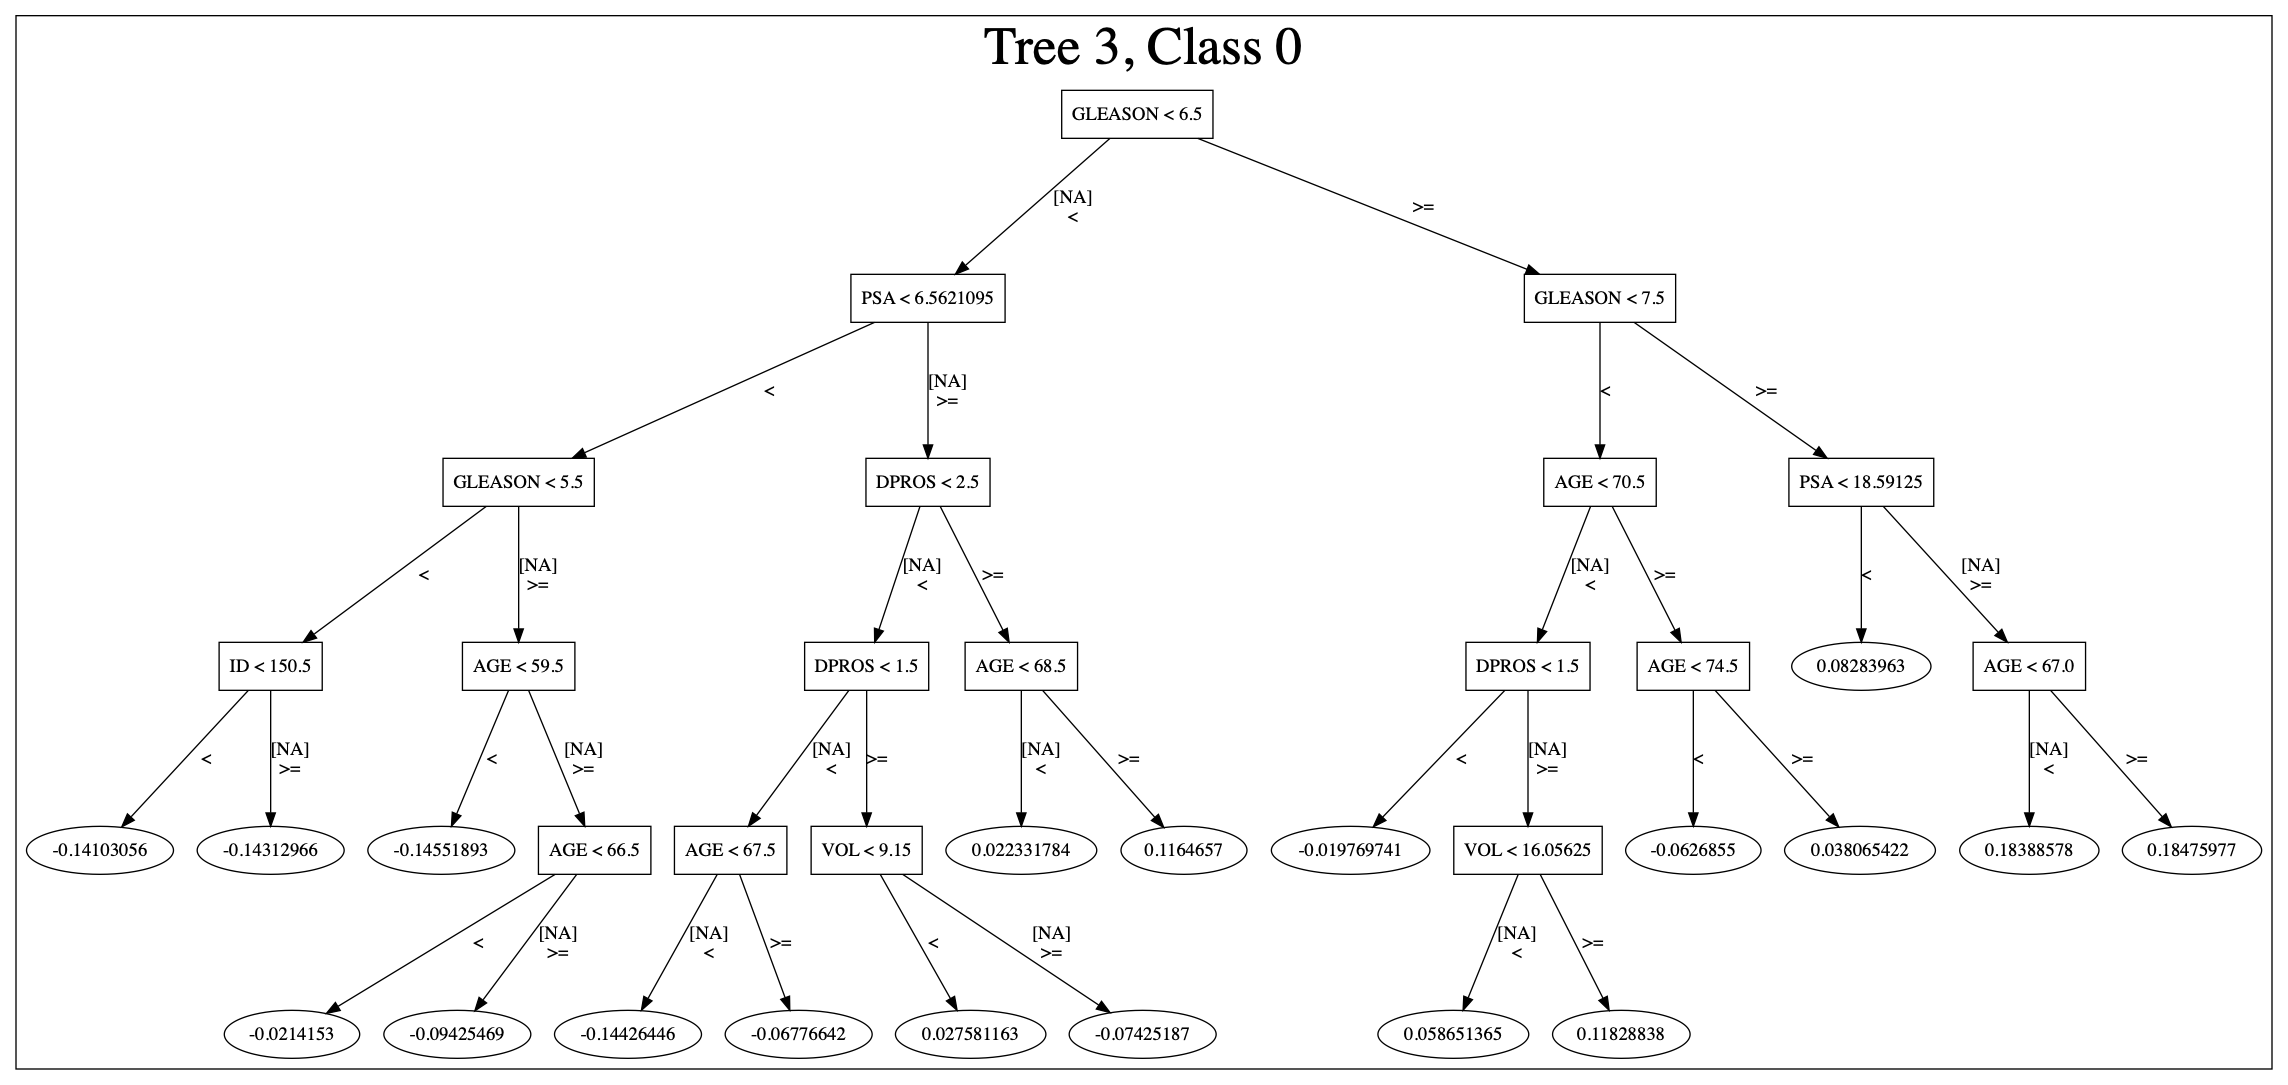 Tree 3, Class 0
GLEASON < 6.5
[NA]
<
>=
PSA < 6.5621095
GLEASON < 7.5
<
[NA]
>=
<
>=
GLEASON < 5.5
DPROS < 2.5
AGE < 70.5
PSA < 18.59125
<
[NA]
>=
[NA]
<
>=
[NA]
<
>=
<
[NA]
>=
ID < 150.5
AGE < 59.5
DPROS < 1.5
AGE < 68.5
DPROS < 1.5
AGE < 74.5
0.08283963
AGE < 67.0
<
[NA]
>=
<
[NA]
>=
[NA]
<
>=
[NA]
<
>=
<
[NA]
>=
<
>=
[NA]
<
>=
-0.14103056
-0.14312966
-0.14551893
AGE < 66.5
AGE < 67.5
VOL < 9.15
0.022331784
0.1164657
-0.019769741
VOL < 16.05625
-0.0626855
0.038065422
0.18388578
0.18475977
<
[NA]
>=
[NA]
<
>=
<
[NA]
>=
[NA]
<
>=
-0.0214153
-0.09425469
-0.14426446
-0.06776642
0.027581163
-0.07425187
0.058651365
0.11828838